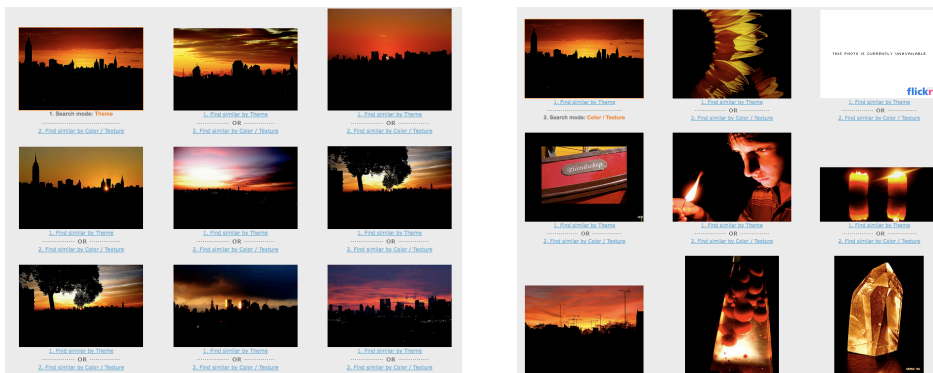 1. Search mode: Theme
OR
2. Find similar by Color / Texture
1. Find similar by Theme
OR
2. Find similar by Color / Texture
1. Find similar by Theme
OR
2. Find similar by Color / Texture
1. Find similar by Theme
OR
2. Find similar by Color / Texture
1. Find similar by Theme
OR
2. Find similar by Color / Texture
1. Find similar by Theme
OR
2. Find similar by Color / Texture
1. Find similar by Theme
OR
2. Find similar by Color / Texture
1. Find similar by Theme
OR
2. Find similar by Color / Texture
1. Find similar by Theme
OR
2. Find similar by Color / Texture
1. Find similar by Theme
OR
2. Search mode: Color / Texture
1. Find similar by Theme
OR
2. Find similar by Color / Texture
THIS PHOTO IS CURRENTLY UNAVAILABLE
flickr
1. Find similar by Theme
OR
2. Find similar by Color / Texture
Friendschap
1. Find similar by Theme
OR
2. Find similar by Color / Texture
1. Find similar by Theme
OR
2. Find similar by Color / Texture
1. Find similar by Theme
OR
2. Find similar by Color / Texture